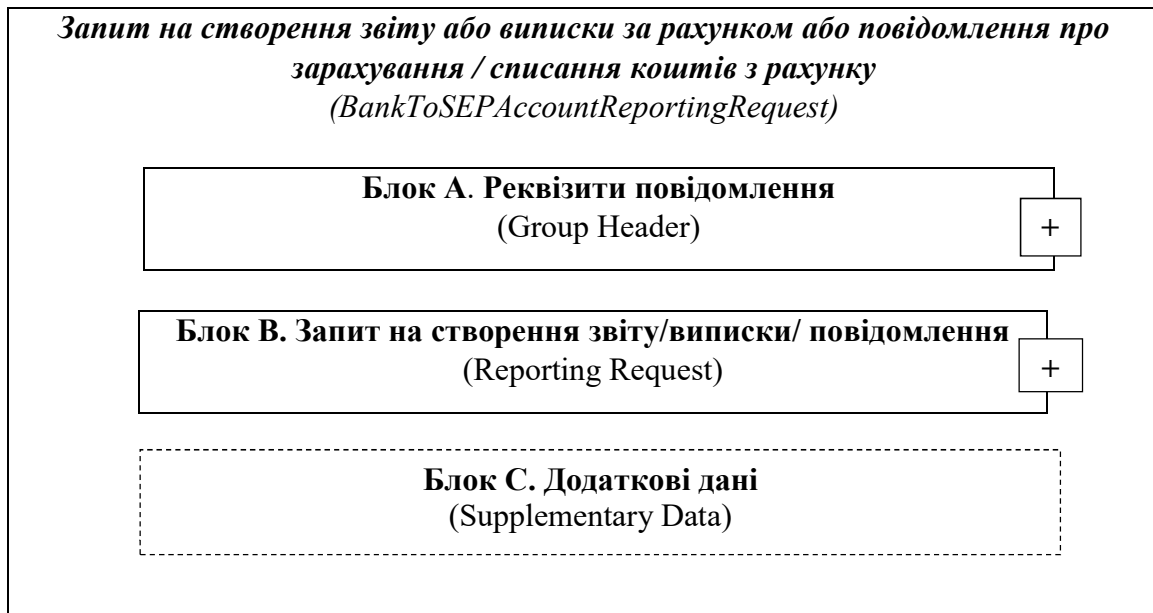 Запит на створення звіту або виписки за рахунком або повідомлення про
зарахування / списання коштів з рахунку
(BankToSEPAccountReportingRequest)
Блок А. Реквізити повідомлення
(Group Header)
+
Блок В. Запит на створення звіту/виписки/ повідомлення
(Reporting Request)
+
Блок С. Додаткові дані
(Supplementary Data)